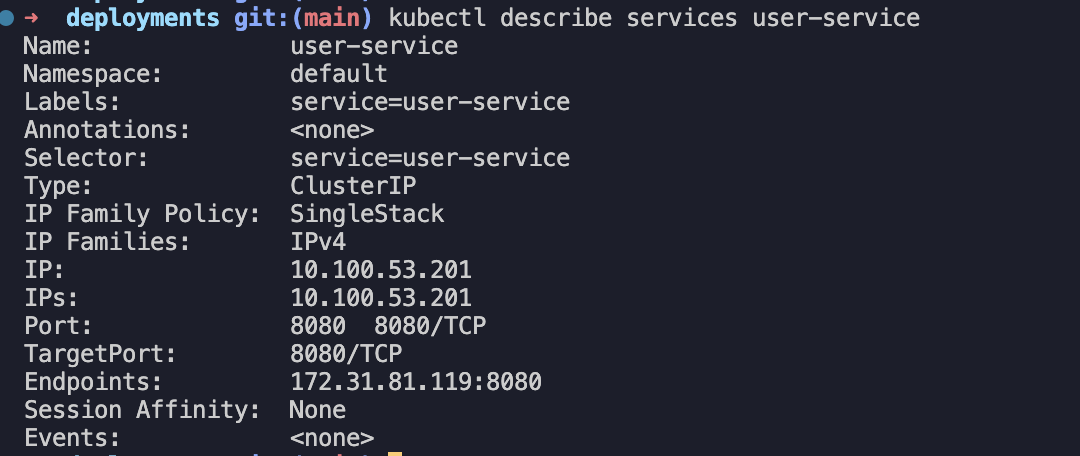 ➜ deployments git:(main) kubectl describe services user-service
Name: user-service
Namespace: default
Labels: service=user-service
Annotations: <none>
Selector: service=user-service
Type: ClusterIP
IP Family Policy: SingleStack
IP Families: IPv4
IP: 10.100.53.201
IPs: 10.100.53.201
Port: 8080 8080/TCP
TargetPort: 8080/TCP
Endpoints: 172.31.81.119:8080
Session Affinity: None
Events: <none>